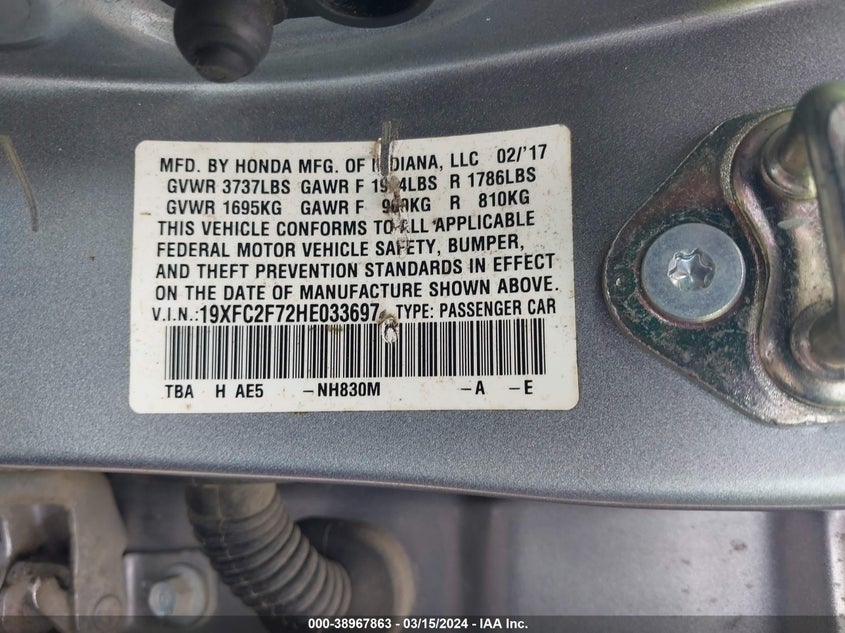 MFD. BY HONDA MFG. OF INDIANA, LLC 02/'17
GVWR 3737LBS GAWR F LBS R 1786LBS
GVWR 1695KG GAWR F R 810KG
THIS VEHICLE CONFORMS TO ALL APPLICABLE
FEDERAL MOTOR VEHICLE SAFETY, BUMPER,
AND THEFT PREVENTION STANDARDS IN EFFECT
ON THE DATE OF MANUFACTURE SHOWN ABOVE.
V.I.N.:19XFC2F72HE033697 TYPE: PASSENGER CAR
TBA H AE5 -NH830M -A -E
000-38967863 - 03/15/2024 - IAA Inc.